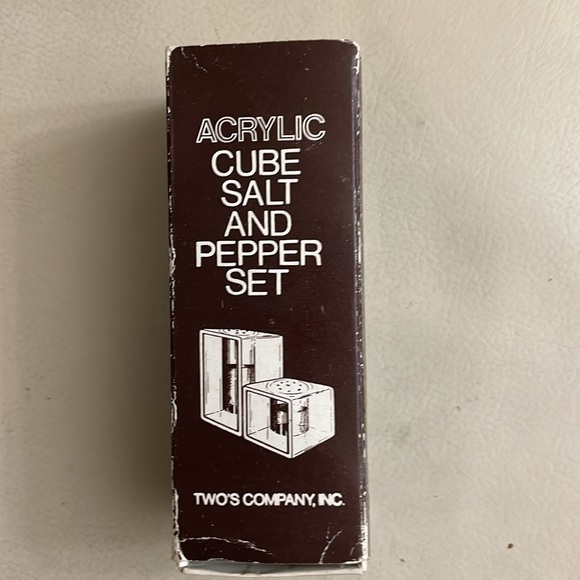 ACRYLIC
CUBE
SALT
AND
PEPPER
SET
TWO'S COMPANY, INC.